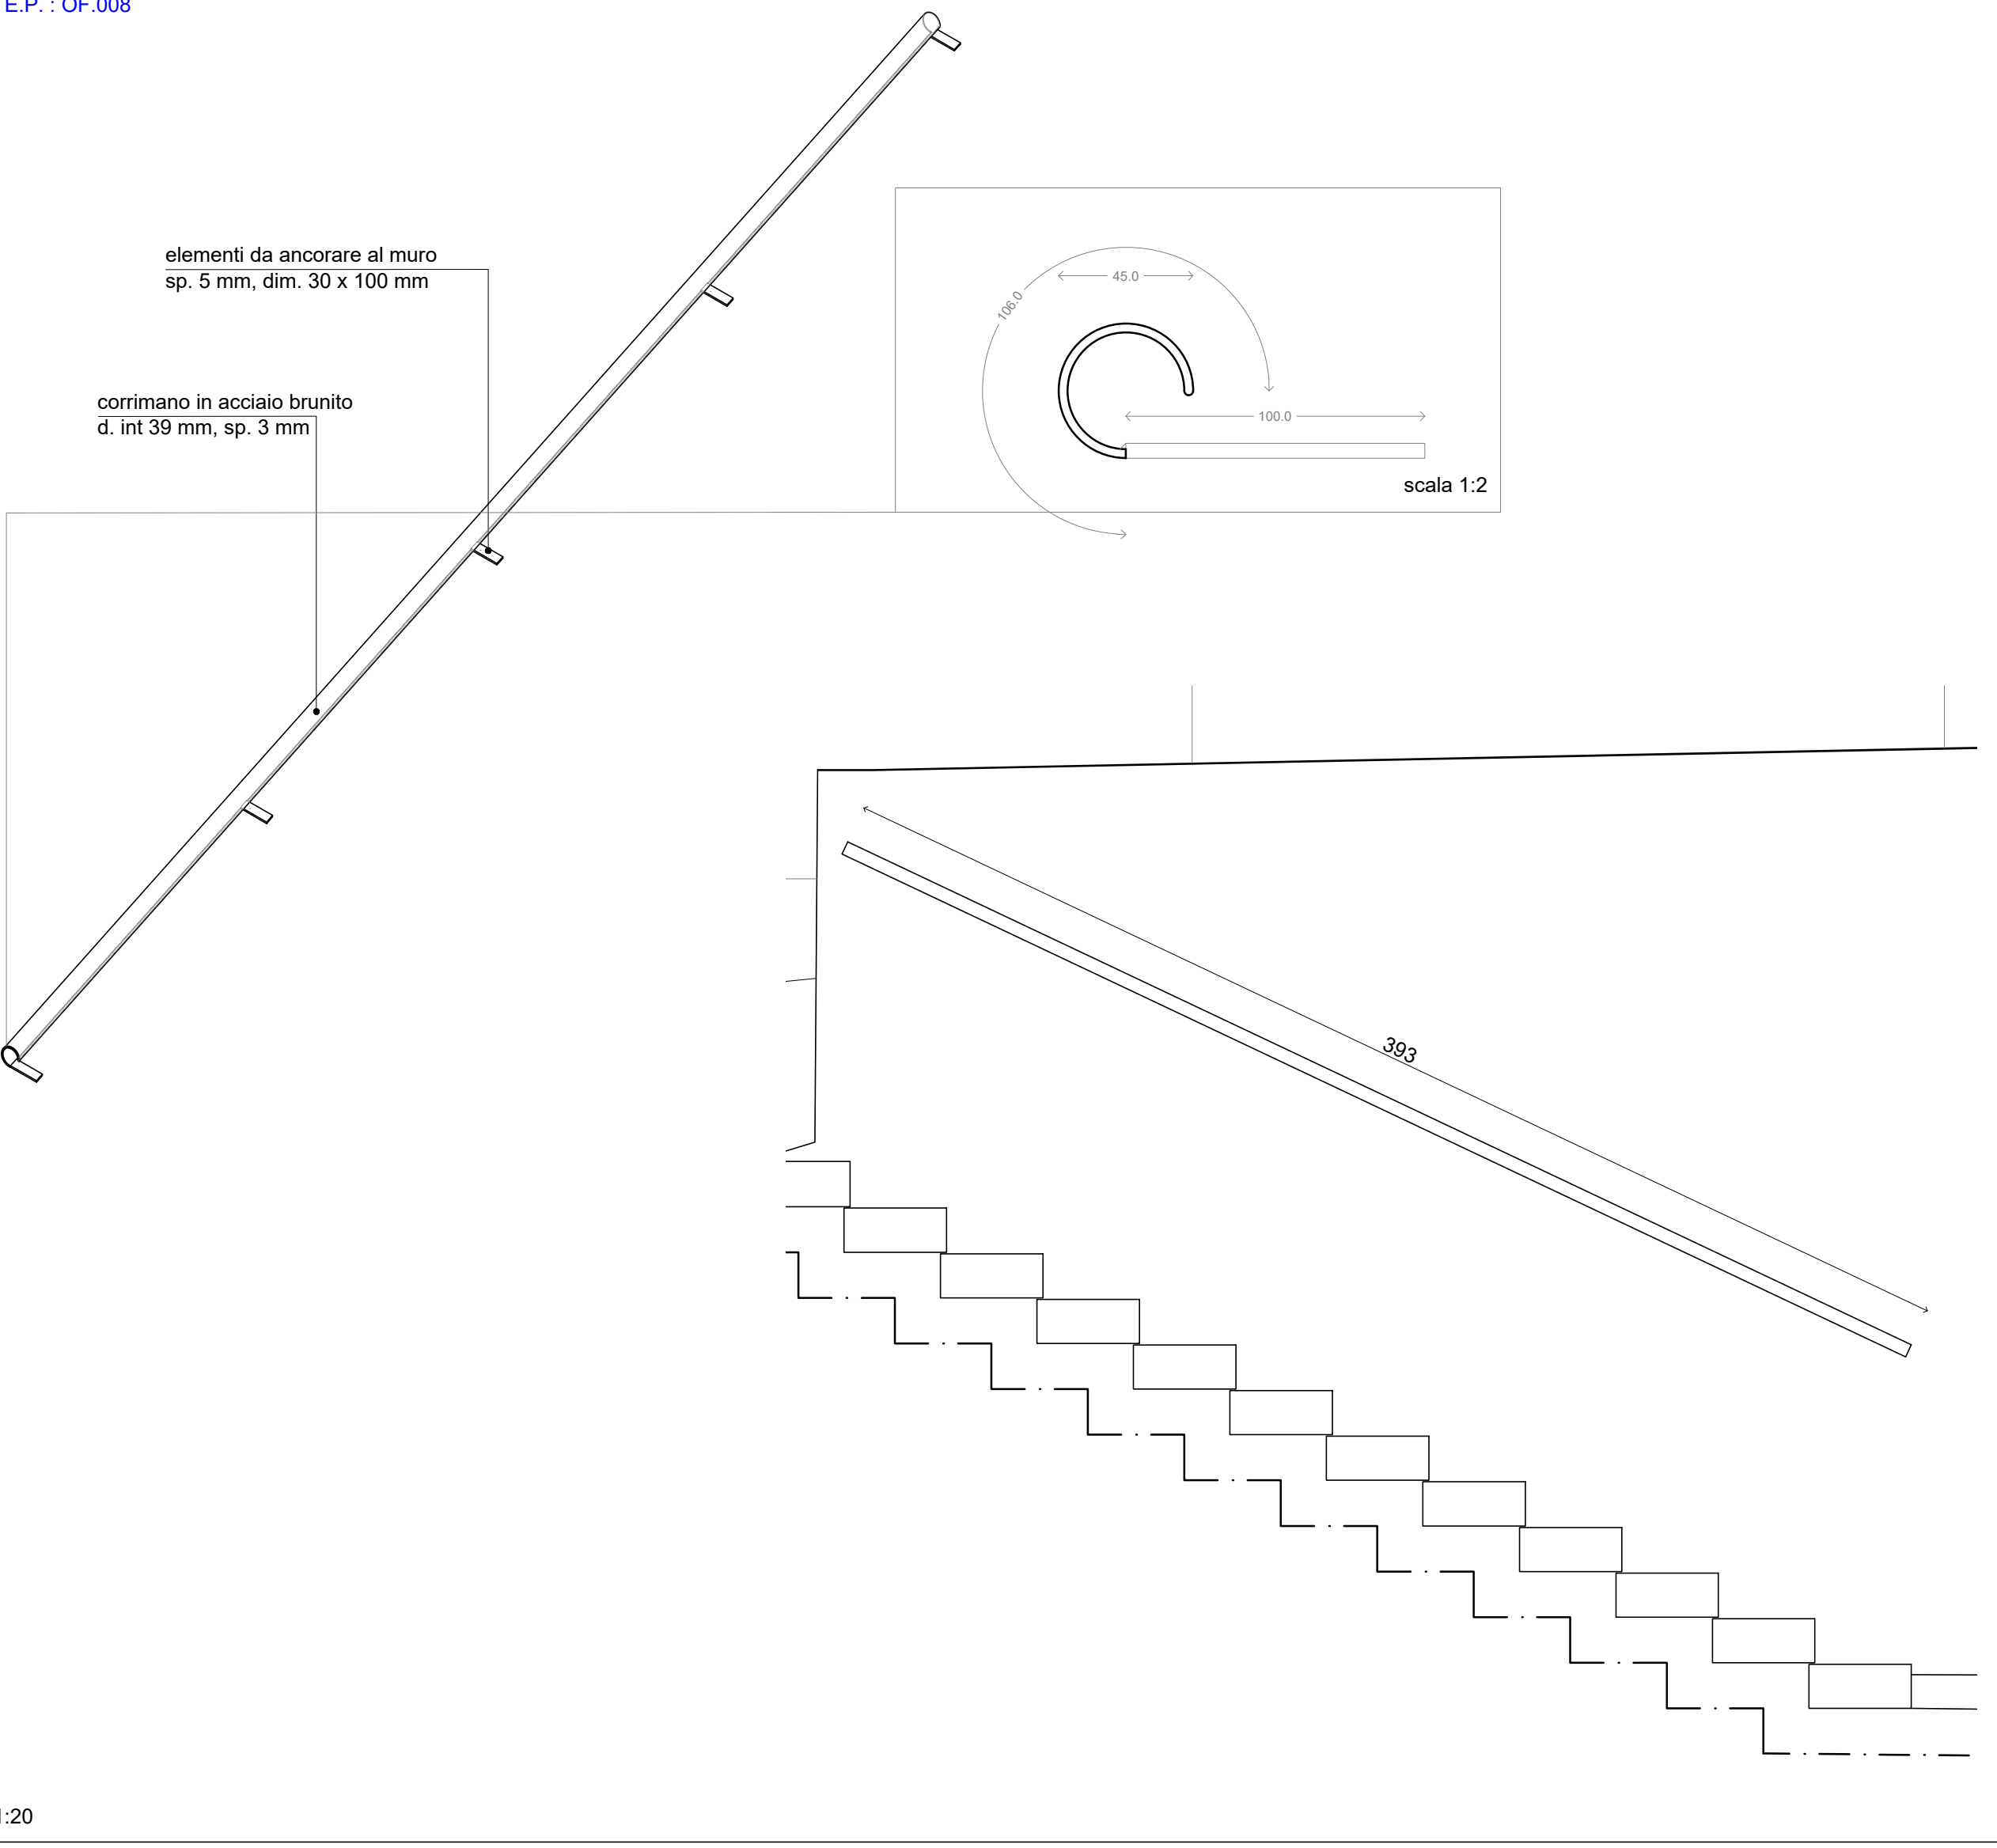 E.P. : OF.008
elementi da ancorare al muro
sp. 5 mm, dim. 30 x 100 mm
45.0
106.0
corrimano in acciaio brunito
d. int 39 mm, sp. 3 mm
100.0
scala 1:2
393
:20